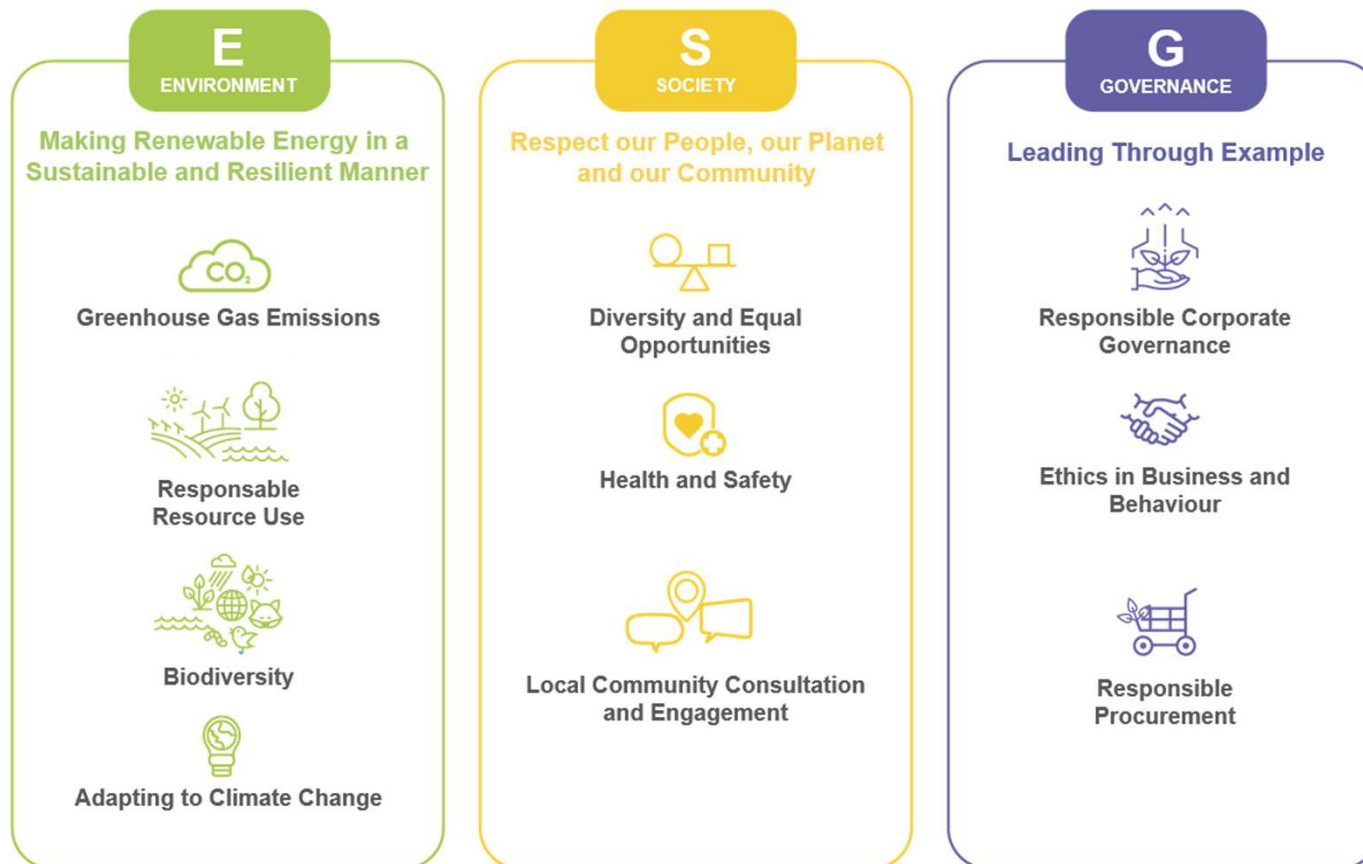 E
ENVIRONMENT
Making Renewable Energy in a
Sustainable and Resilient Manner
CO₂
Greenhouse Gas Emissions
Responsable
Resource Use
Biodiversity
Adapting to Climate Change
S
SOCIETY
Respect our People, our Planet
and our Community
Diversity and Equal
Opportunities
Health and Safety
Local Community Consultation
and Engagement
G
GOVERNANCE
Leading Through Example
Responsible Corporate
Governance
Ethics in Business and
Behaviour
Responsible
Procurement